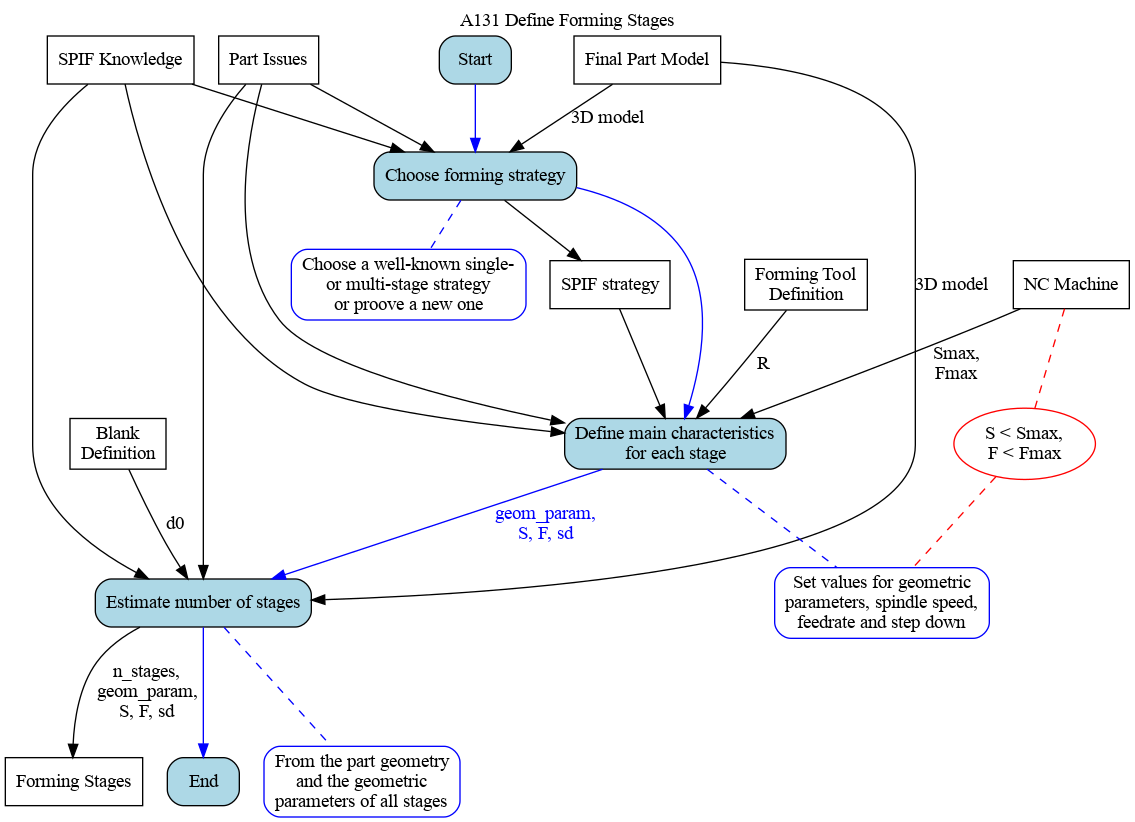 A131 Define Forming Stages
SPIF Knowledge
Part Issues
Start
Final Part Model
3D model
Choose forming strategy
Choose a well-known single-
or multi-stage strategy
or proove a new one
SPIF strategy
Forming Tool
Definition
3D model
NC Machine
R
Smax,
Fmax
Blank
Definition
Define main characteristics
for each stage
S < Smax,
F < Fmax
d0
geom_param,
S, F, sd
Estimate number of stages
Set values for geometric
parameters, spindle speed,
feedrate and step down
n_stages,
geom_param,
S, F, sd
Forming Stages
End
From the part geometry
and the geometric
parameters of all stages